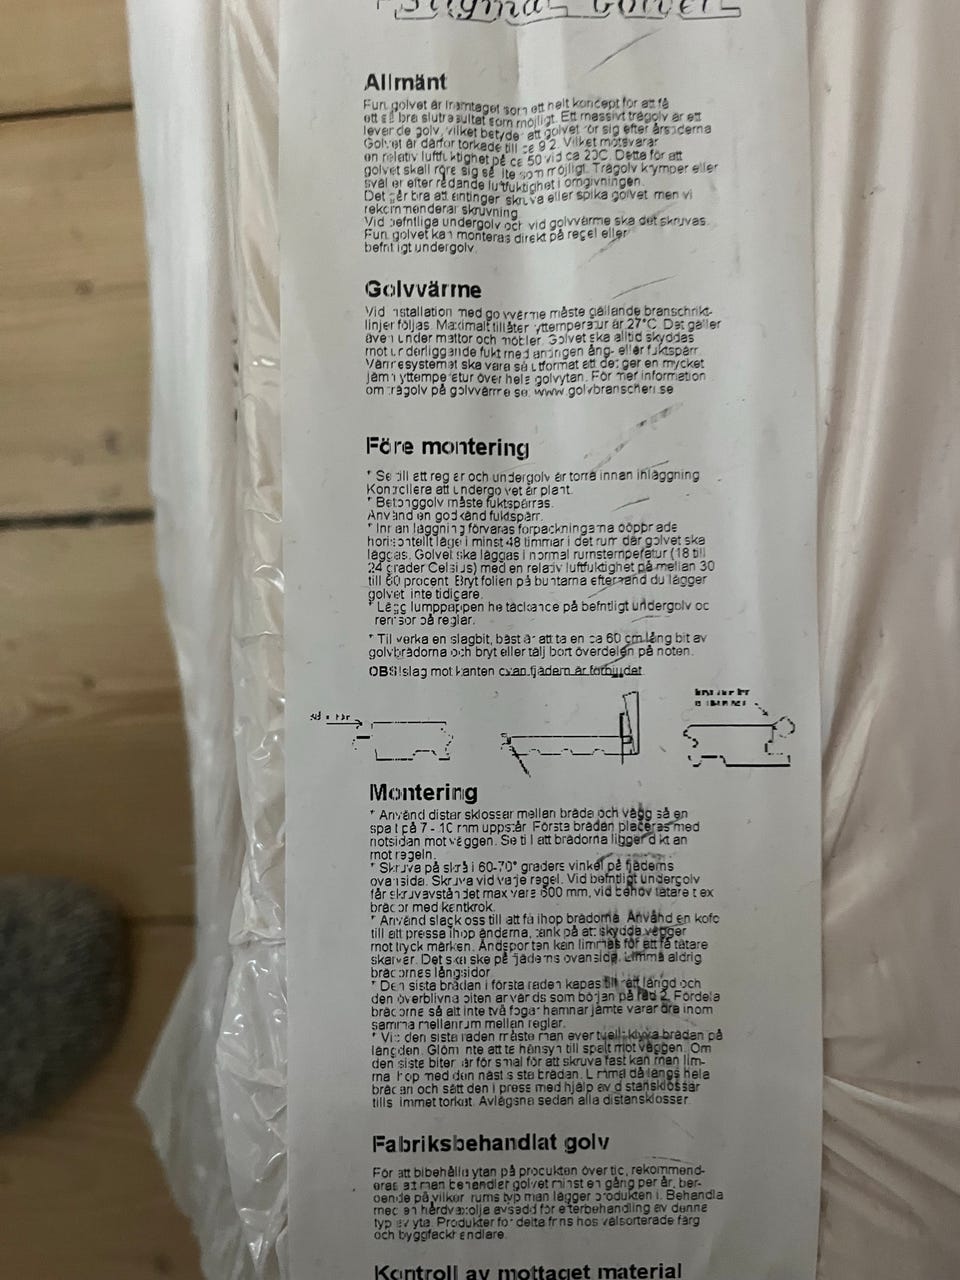 Allmänt
Furugolvet är framtaget som ett helt koncept för att få
ett så bra slutresultat som möjligt. Ett massivt trägolv är ett
levande golv, vilket betyder att golvet rör sig efter årstiderna
Golvet är därför torkade till ca 9 2. Vilket motsvarar
en relativ luftfuktighet på ca 50 vid ca 20C. Detta för att
golvet skall röra sig så lite som möjligt. Trägolv krymper eller
sväller efter rådande luftfuktighet i omgivningen.
Det går bra att antingen skruva eller spika golvet men vi
rekommenderar skruvning.
Vid befintliga undergolv och vid golvvärme ska det skruvas.
Furugolvet kan monteras direkt på regel eller
befintligt undergolv.
Golvvärme
Vid installation med golvvärme måste gällande branschrikt-
linjer följas. Maximalt tillåten yttemperatur är 27°C. Det gäller
även under mattor och möbler. Golvet ska alltid skyddas
mot underliggande fukt med antingen ång- eller fuktspärr.
Värmesystemet ska vara så utformat att det ger en mycket
jämn yttemperatur över hela golvytan. För mer information
om trägolv på golvvärme se: www.golvbranschen.se
Före montering
* Se till att reglar och undergolv är torra innan inläggning
Kontrollera att undergolvet är plant.
* Betonggolv måste fuktspärras.
Använd en godkänd fuktspärr.
* Innan läggning förvaras förpackningarna oöppnade
horisontellt läge i minst 48 timmar i det rum där golvet ska
läggas. Golvet ska läggas i normal rumstemperatur (18 till
24 grader Celsius) med en relativ luftfuktighet på mellan 30
till 60 procent. Bryt folien på buntarna efterhand du lägger
golvet, inte tidigare.
* Lägg lumppappen heltäckande på befintligt undergolv oc
remsor på reglar.
* Tillverka en slagbit, bäst är att ta en ca 60 cm lång bit av
golvbrädorna och bryt eller tälj bort överdelen på noten.
OBS! slag mot kanten ovan fjädern är förbjudet
Montering
* Använd distansklossar mellan bräda och vägg så en
spalt på 7 - 10 mm uppstår. Första brädan placeras med
notsidan mot väggen. Se till att brädorna ligger dikt an
mot regeln.
* Skruva på skrå i 60-70° graders vinkel på fjäderns
ovansida. Skruva vid varje regel. Vid befintligt undergolv
får skruvavståndet max vara 600 mm, vid behov tätare t ex
brädor med kantkrok.
* Använd slagkloss till att få ihop brädorna. Använd en kofot
till att pressa ihop ändarna, tänk på att skydda väggen
mot tryckmärken. Ändsponten kan limmas för att få tätare
skarvar. Det ska ske på fjäderns ovansida. Limma aldrig
brädornas långsidor.
* Den sista brädan i första raden kapas till rätt längd och
den överblivna biten används som början på rad 2. Fördela
brädorna så att inte två fogar hamnar jämte varandra inom
samma mellanrum mellan reglar.
* Vid den sista raden måste man eventuellt klyva brädan på
längden. Glöm inte att ta hänsyn till spalt mot väggen. Om
den sista biten är för smal för att skruva fast kan man lim-
ma ihop med den näst sista brädan. Limma då längs hela
brädan och sätt den i press med hjälp av distansklossar
tills limmet torkat. Avlägsna sedan alla distansklosser.
Fabriksbehandlat golv
För att bibehålla ytan på produkten över tid, rekommend-
eras att man behandlar golvet minst en gång per år, ber-
oende på vilken rums typ man lägger produkten i. Behandla
med en hårdvaxolja avsedd för efterbehandling av denna
typ av yta. Produkter för detta finns hos välsorterade färg
och byggfackhandlare.
Kontroll av mottaget material